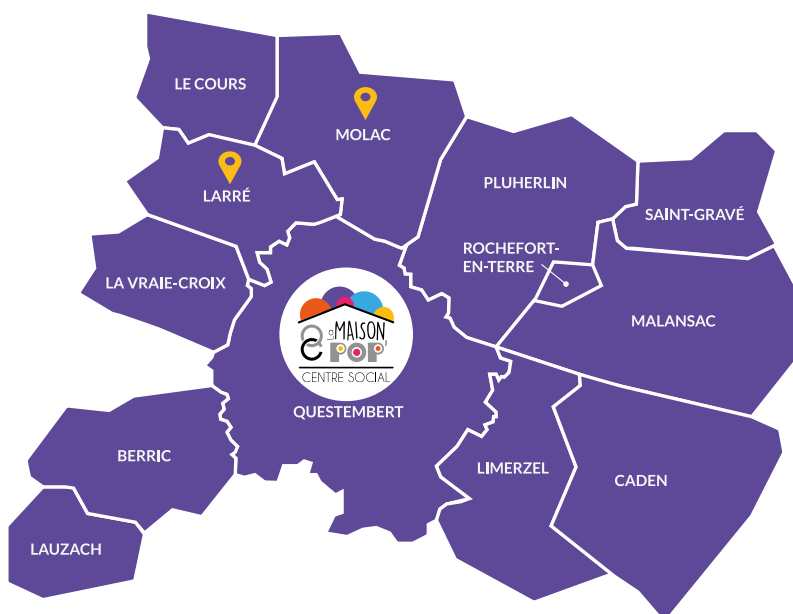 LE COURS
MOLAC
LARRÉ
PLUHERLIN
SAINT-GRAVÉ
ROCHEFORT-
EN-TERRE
LA VRAIE-CROIX
MALANSAC
QC
LA MAISON
POP'
CENTRE SOCIAL
QUESTEMBERT
BERRIC
LIMERZEL
CADEN
LAUZACH